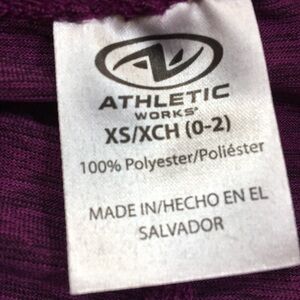 ATHLETIC
WORKS®
XS/XCH (0-2)
100% Polyester/Poliéster
MADE IN/HECHO EN EL
SALVADOR